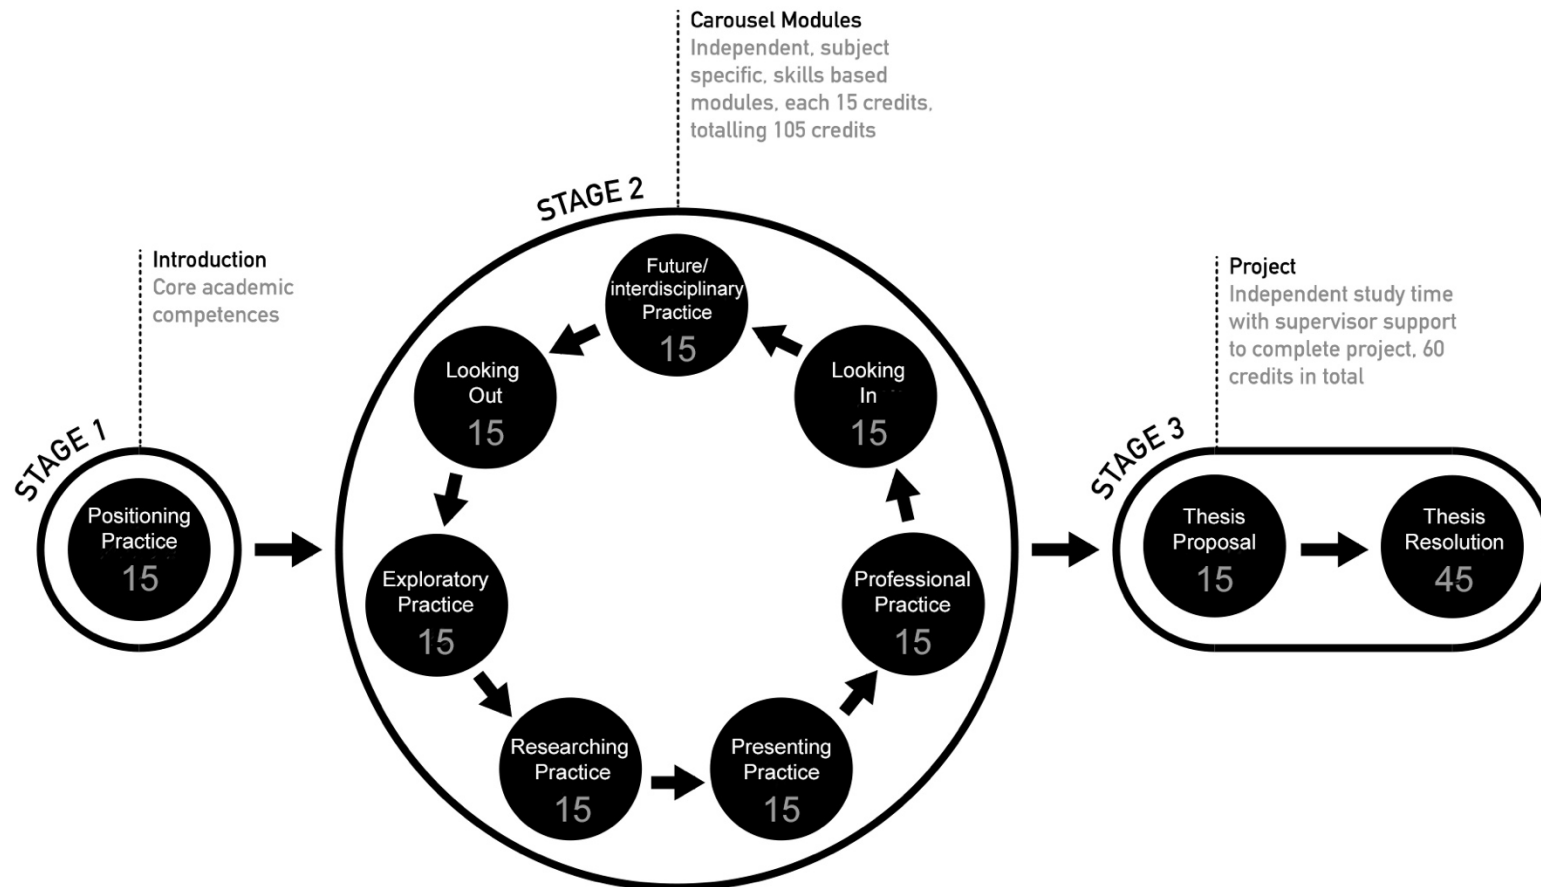 Carousel Modules
Independent, subject
specific, skills based
modules, each 15 credits,
totalling 105 credits
STAGE 2
Introduction
Core academic
competences
Project
Independent study time
with supervisor support
to complete project, 60
credits in total
STAGE 1
Positioning
Practice
15
Future/
interdisciplinary
Practice
15
Looking
Out
15
Exploratory
Practice
15
Researching
Practice
15
Presenting
Practice
15
Professional
Practice
15
Looking
In
15
STAGE 3
Thesis
Proposal
15
Thesis
Resolution
45